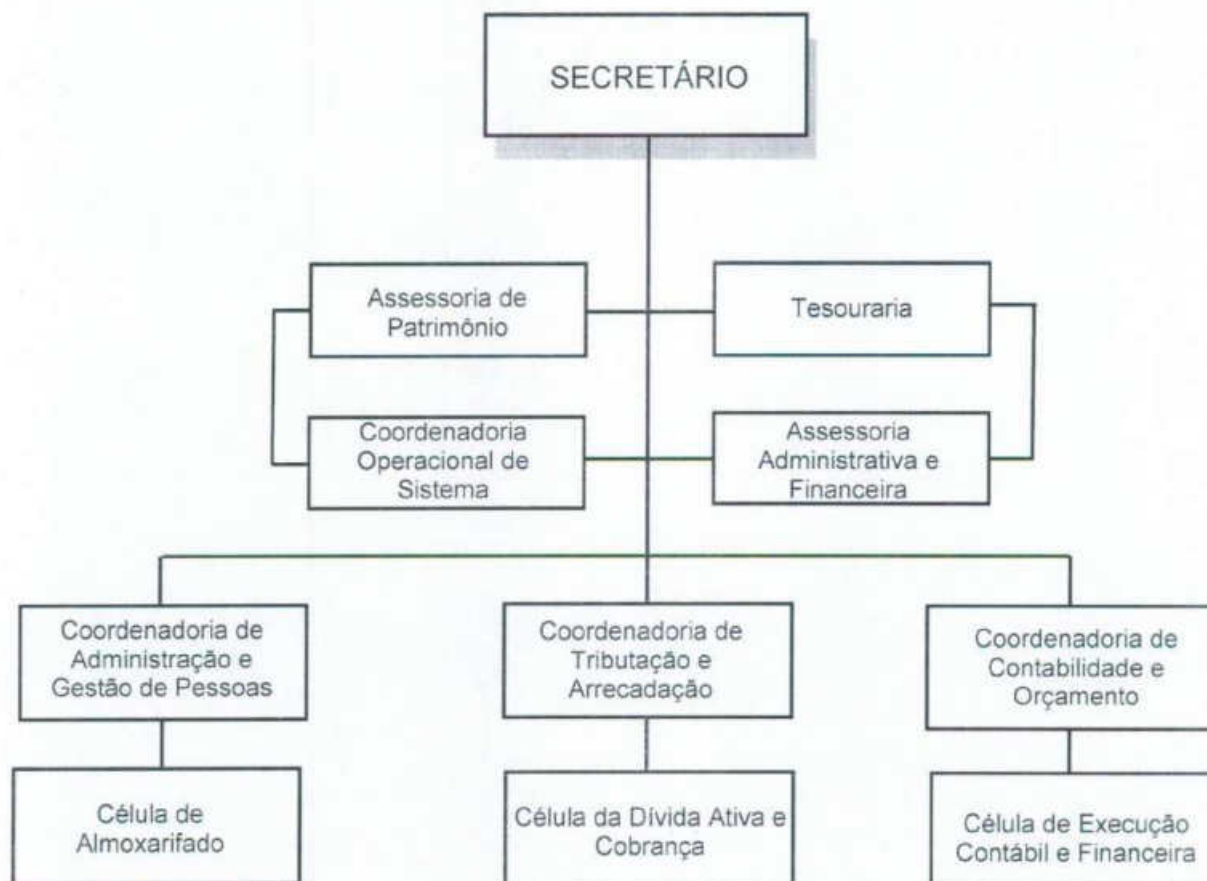 SECRETÁRIO
Assessoria de
Patrimônio
Tesouraria
Coordenadoria
Operacional de
Sistema
Assessoria
Administrativa e
Financeira
Coordenadoria de
Administração e
Gestão de Pessoas
Coordenadoria de
Tributação e
Arrecadação
Coordenadoria de
Contabilidade e
Orçamento
Célula de
Almoxarifado
Célula da Dívida Ativa e
Cobrança
Célula de Execução
Contábil e Financeira